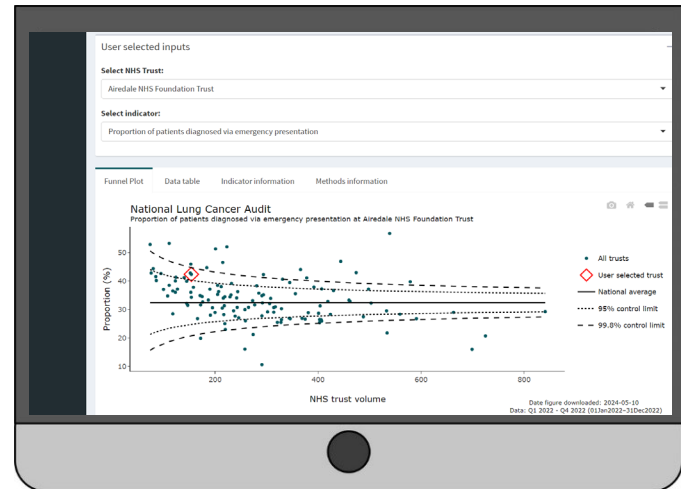 User selected inputs
Select NHS Trust:
Airedale NHS Foundation Trust
Select indicator:
Proportion of patients diagnosed via emergency presentation
Funnel Plot Data table Indicator information Methods information
National Lung Cancer Audit
Proportion of patients diagnosed via emergency presentation at Airedale NHS Foundation Trust
Proportion (%)
50
40
30
20
10
200 400 600 800
NHS trust volume
All trusts
User selected trust
National average
95% control limit
99.8% control limit
Date figure downloaded: 2024-05-10
Data: Q1 2022 - Q4 2022 (01Jan2022-31Dec2022)